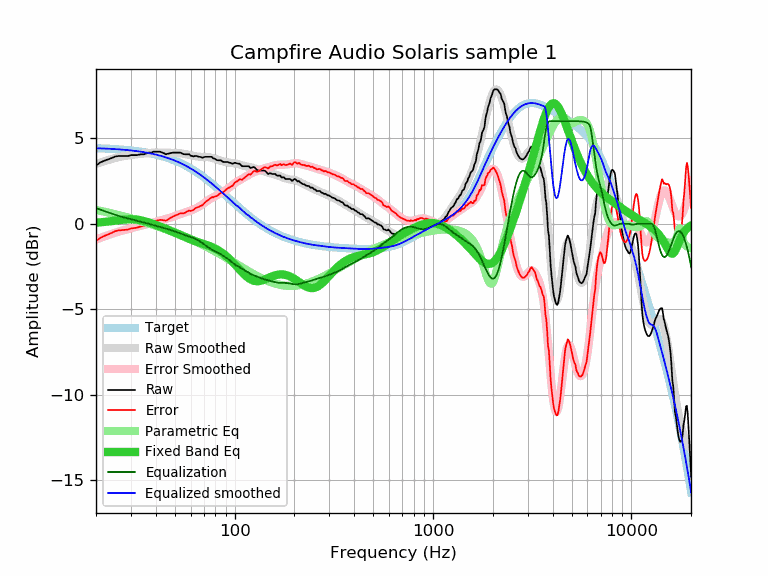 Campfire Audio Solaris sample 1
Amplitude (dBr)
5
0
−5
−10
−15
Target
Raw Smoothed
Error Smoothed
Raw
Error
Parametric Eq
Fixed Band Eq
Equalization
Equalized smoothed
100
1000
10000
Frequency (Hz)